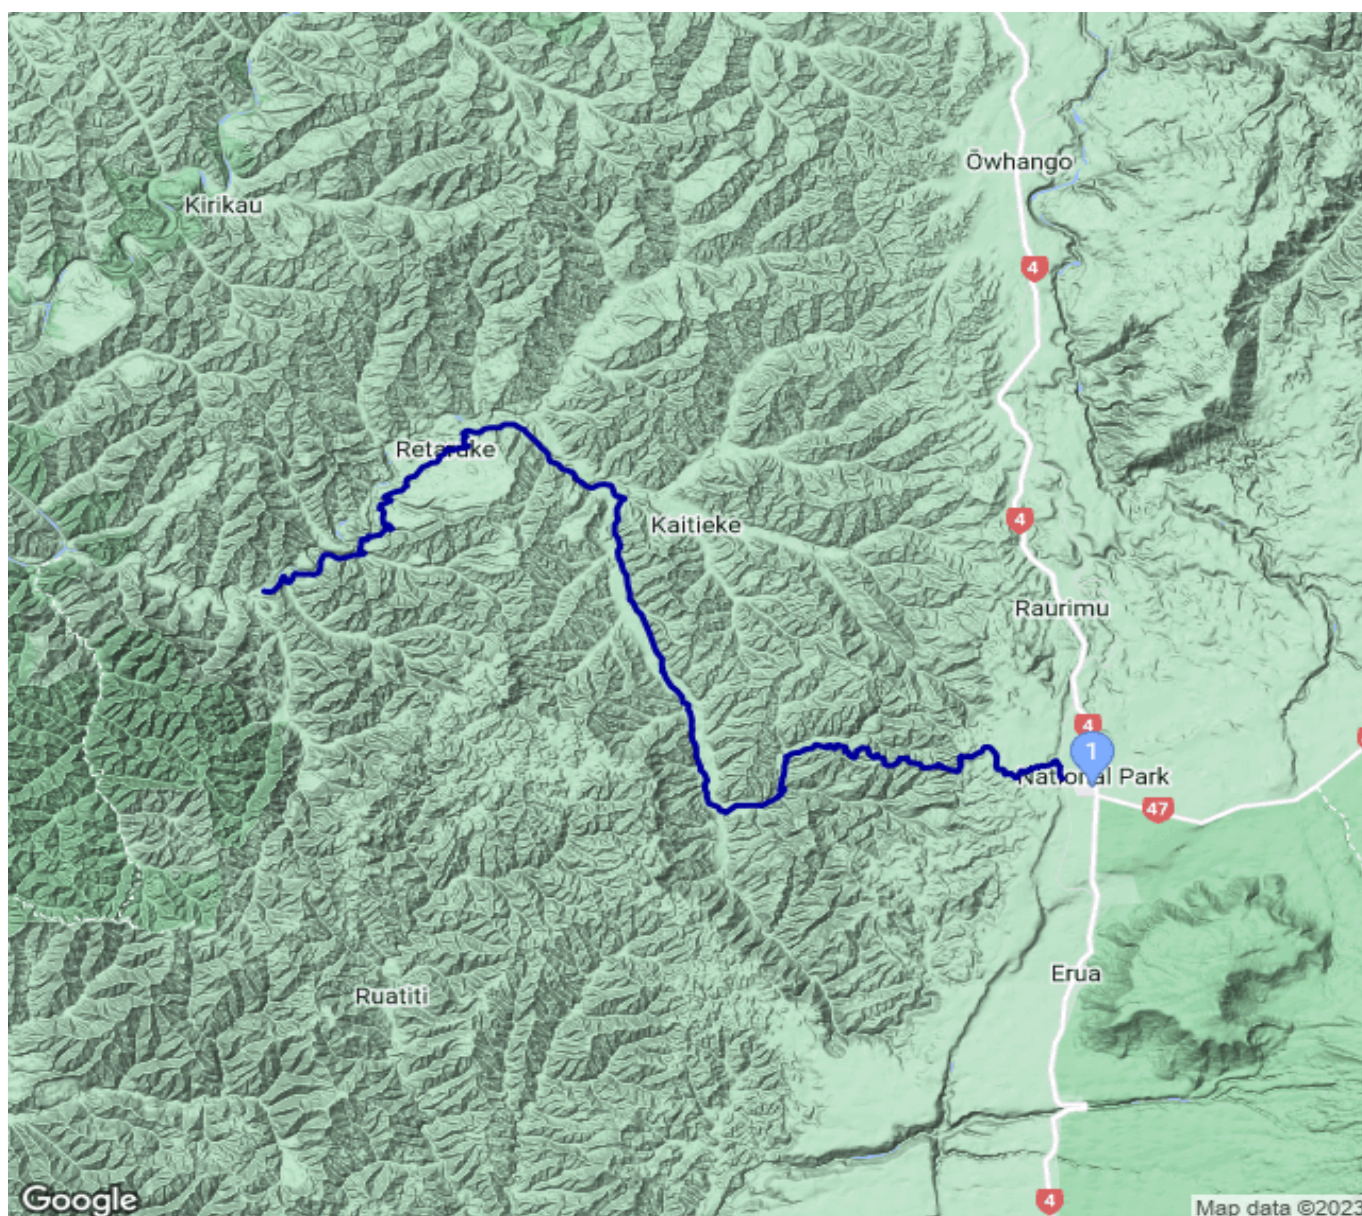 Ōwhango
Kirikau
4
Retaruke
4
Kaitieke
Raurimu
4
1
National Park
47
Erua
Ruatiti
4
Google
Map data ©2023